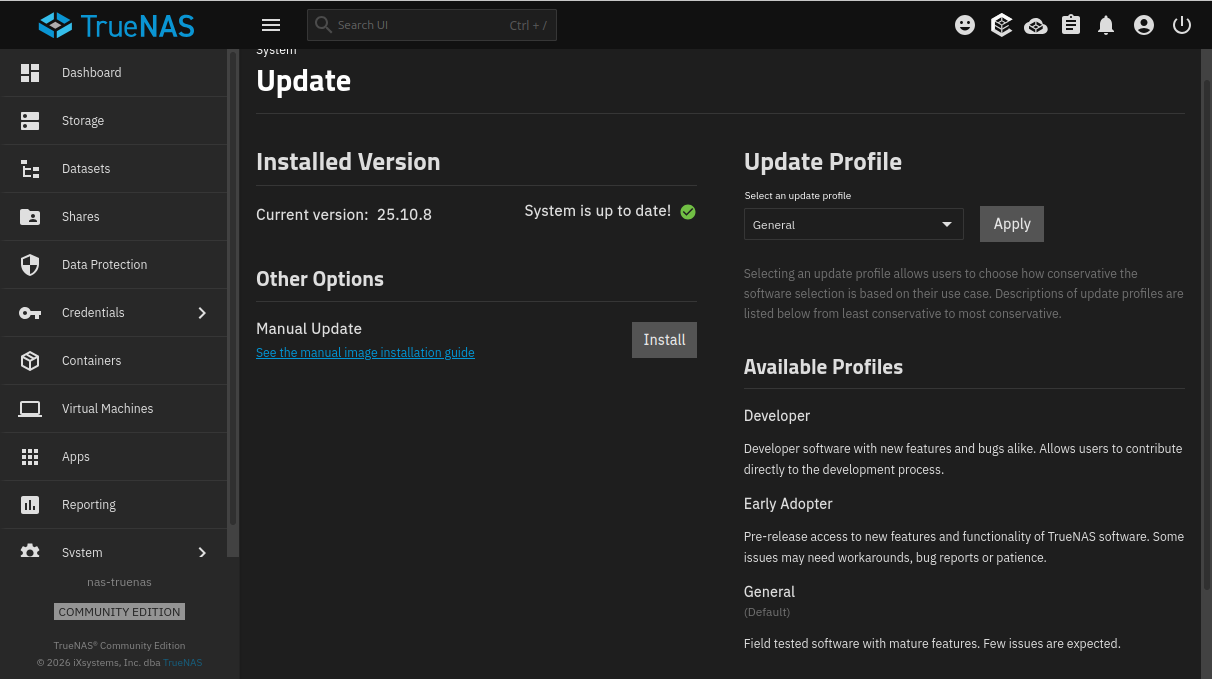 TrueNAS
Search UI
Ctrl + /
Dashboard
Storage
Datasets
Shares
Data Protection
Credentials
Containers
Virtual Machines
Apps
Reporting
System
nas-truenas
COMMUNITY EDITION
TrueNAS® Community Edition
© 2026 iXsystems, Inc. dba TrueNAS
System
Update
Installed Version
Current version: 25.10.8
System is up to date!
Other Options
Manual Update
See the manual image installation guide
Install
Update Profile
Select an update profile
General
Apply
Selecting an update profile allows users to choose how conservative the
software selection is based on their use case. Descriptions of update profiles are
listed below from least conservative to most conservative.
Available Profiles
Developer
Developer software with new features and bugs alike. Allows users to contribute
directly to the development process.
Early Adopter
Pre-release access to new features and functionality of TrueNAS software. Some
issues may need workarounds, bug reports or patience.
General
(Default)
Field tested software with mature features. Few issues are expected.